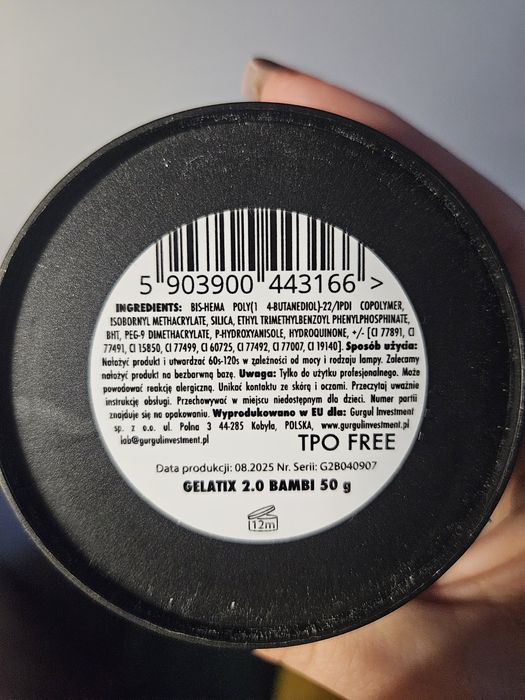 5 903900 443166 >
INGREDIENTS: BIS-HEMA POLY(1 4-BUTANEDIOL)-22/IPDI COPOLYMER,
ISOBORNYL METHACRYLATE, SILICA, ETHYL TRIMETHYLBENZOYL PHENYLPHOSPHINATE,
BHT, PEG-9 DIMETHACRYLATE, P-HYDROXYANISOLE, HYDROQUINONE, +/- [CI 77891, CI
77491, CI 15850, CI 77499, CI 60725, CI 77492, CI 77007, CI 19140]. Sposób użycia:
Nałożyć produkt i utwardzać 60s-120s w zależności od mocy i rodzaju lampy. Zalecamy
nałożyć produkt na bezbarwną bazę. Uwaga: Tylko do użytku profesjonalnego. Może
powodować reakcję alergiczną. Unikać kontaktu ze skórą i oczami. Przeczytaj uważnie
instrukcję obsługi. Przechowywać w miejscu niedostępnym dla dzieci. Numer partii
znajduje się na opakowaniu. Wyprodukowano w EU dla: Gurgul Investment
sp. z o.o. ul. Polna 3 44-285 Kobyla, POLSKA, www.gurgulinvestment.pl
lab@gurgulinvestment.pl TPO FREE
Data produkcji: 08.2025 Nr. Serii: G2B040907
GELATIX 2.0 BAMBI 50 g
12m